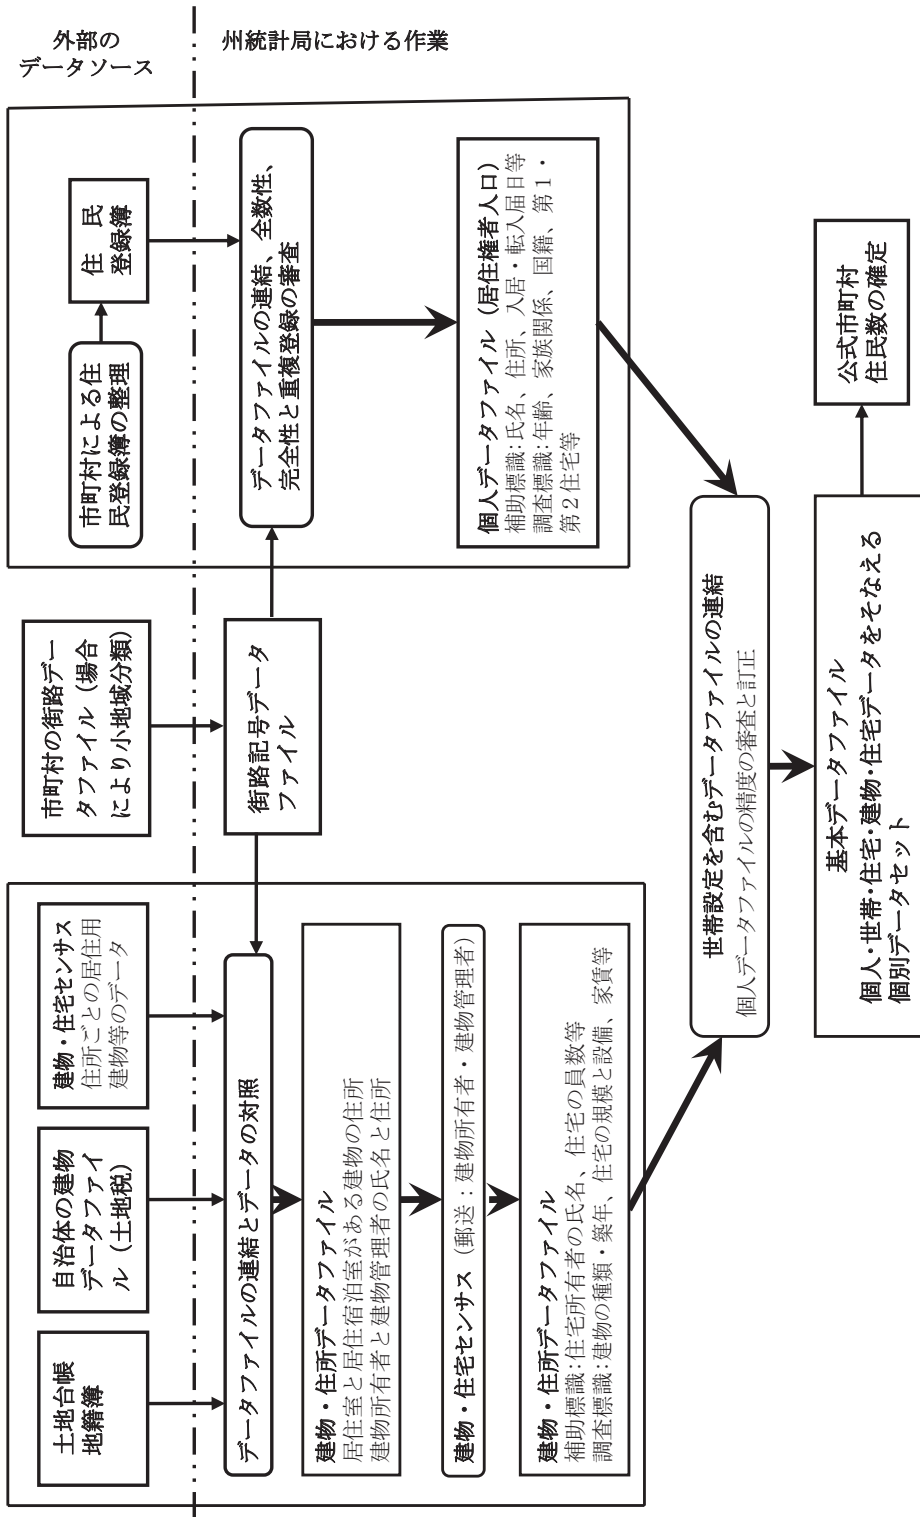 外部の
データソース
州統計局における作業
土地台帳
地籍簿
自治体の建物
データファイ
ル（土地税）
建物・住宅センサス
住所ごとの居住用
建物等のデータ
市町村の街路デー
タファイル（場合
により小地域分類）
市町村による住
民登録簿の整理
住　民
登録簿
データファイルの連結とデータの対照
街路記号データ
ファイル
データファイルの連結、全数性、
完全性と重複登録の審査
建物・住所データファイル
居住室と居住宿泊室がある建物の住所
建物所有者と建物管理者の氏名と住所
建物・住宅センサス（郵送：建物所有者・建物管理者）
建物・住所データファイル
補助標識：住宅所有者の氏名、住宅の員数等
調査標識：建物の種類・築年、住宅の規模と設備、家賃等
個人データファイル（居住権者人口）
補助標識：氏名、住所、入居・転入届日等
調査標識：年齢、家族関係、国籍、第１・
第２住宅等
世帯設定を含むデータファイルの連結
個人データファイルの精度の審査と訂正
基本データファイル
個人・世帯・住宅・建物・住宅データをそなえる
個別データセット
公式市町村
住民数の確定